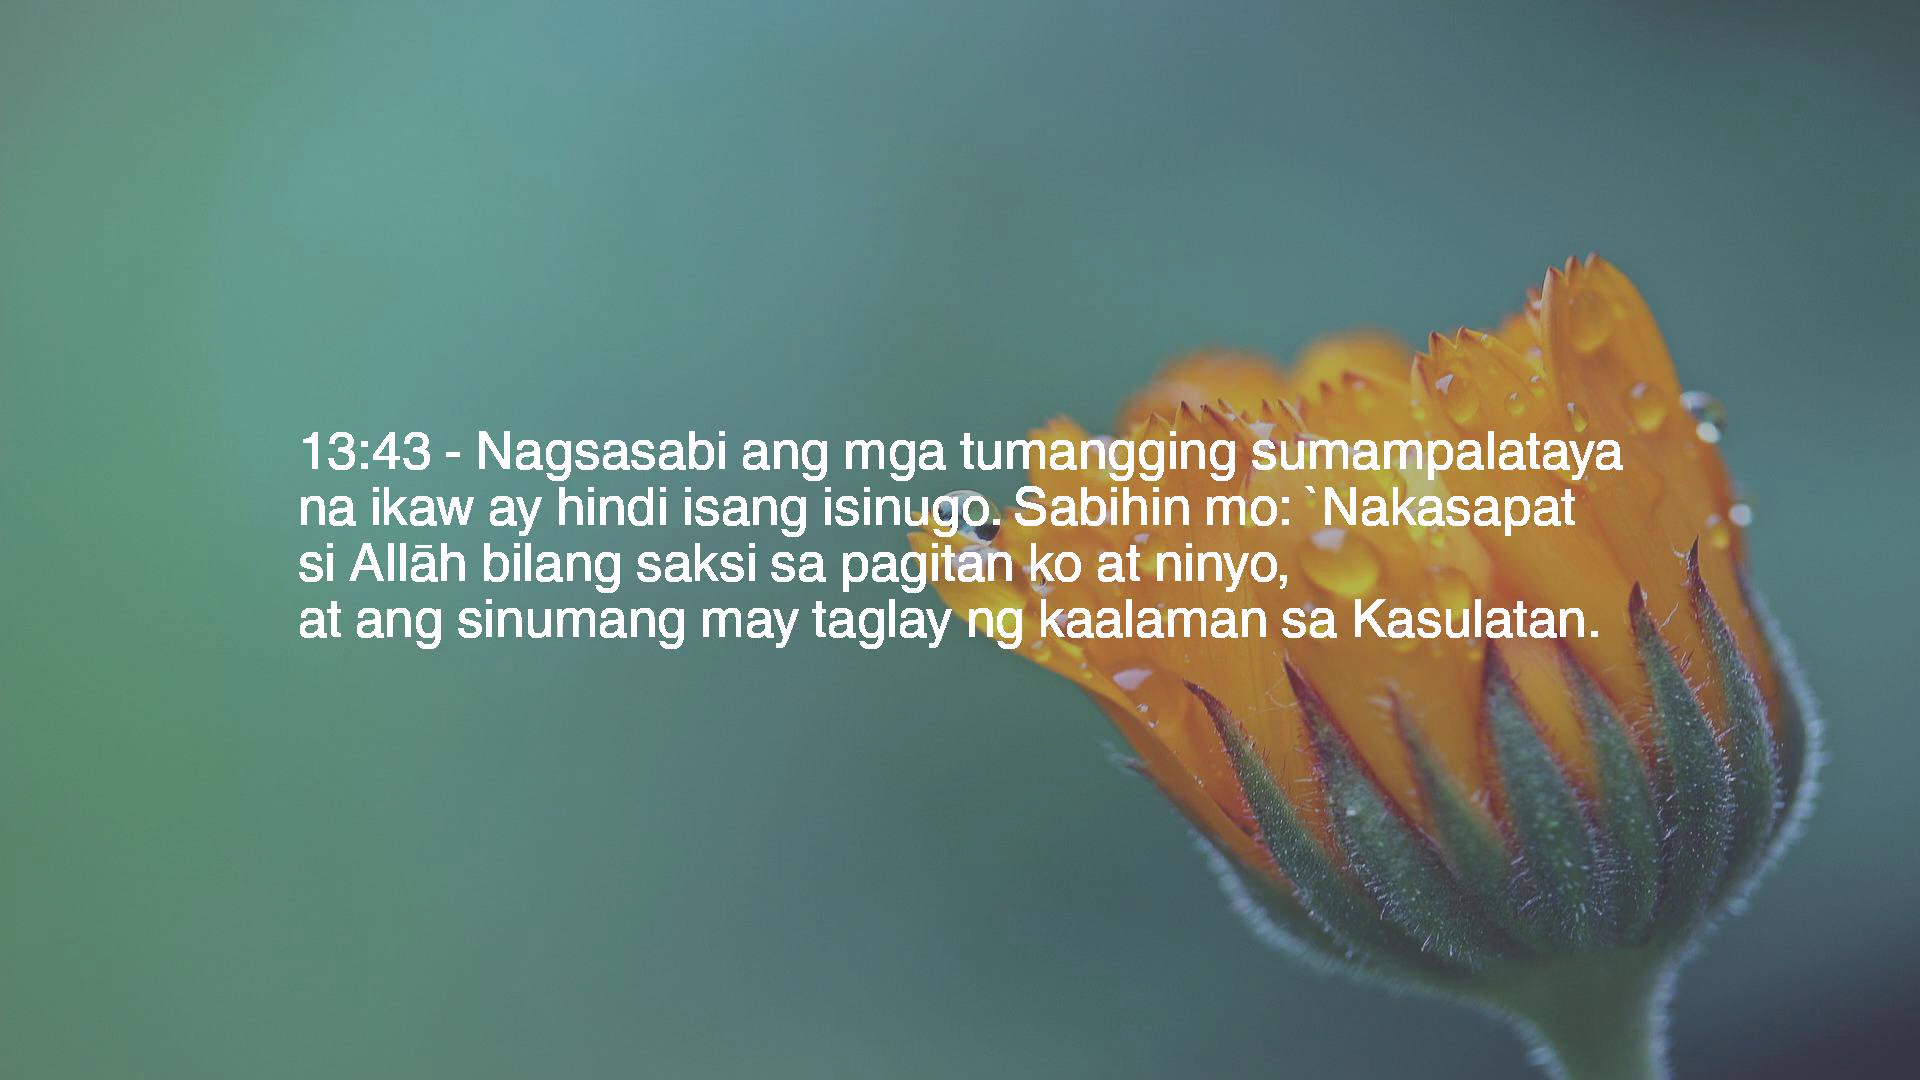 13:43 - Nagsasabi ang mga tumangging sumampalataya
na ikaw ay hindi isang isinugo. Sabihin mo: `Nakasapat
si Allāh bilang saksi sa pagitan ko at ninyo,
at ang sinumang may taglay ng kaalaman sa Kasulatan.